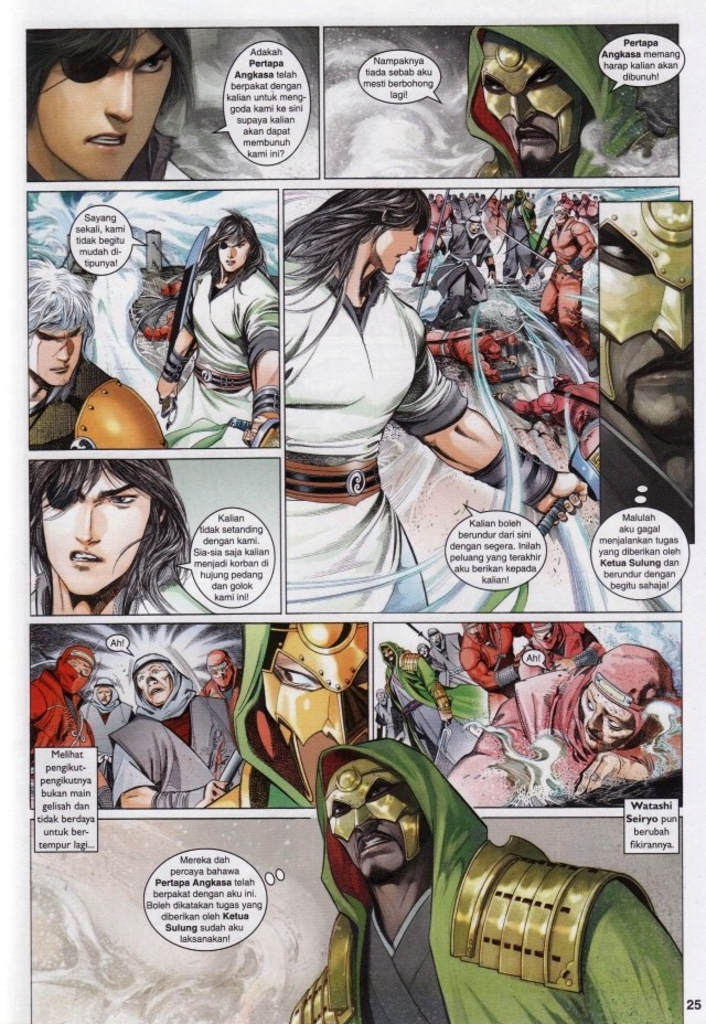 Adakah
Pertapa
Angkasa telah
berpakat dengan
kalian untuk meng-
goda kami ke sini
supaya kalian
akan dapat
membunuh
kami ini?
Nampaknya
tiada sebab aku
mesti berbohong
lagi!
Pertapa
Angkasa memang
harap kalian akan
dibunuh!
Sayang
sekali, kami
tidak begitu
mudah di-
tipunya!
Kalian
tidak setanding
dengan kami.
Sia-sia saja kalian
menjadi korban di
hujung pedang
dan golok
kami ini!
Kalian boleh
berundur dari sini
dengan segera. Inilah
peluang yang terakhir
aku berikan kepada
kalian!
Malulah
aku gagal
menjalankan tugas
yang diberikan oleh
Ketua Sulung dan
berundur dengan
begitu sahaja!
Ah!
Melihat
pengikut-
pengikutnya
bukan main
gelisah dan
tidak berdaya
untuk ber-
tempur lagi...
Ah!
Watashi
Seiryo pun
berubah
fikirannya.
Mereka dah
percaya bahawa
Pertapa Angkasa telah
berpakat dengan aku ini.
Boleh dikatakan tugas yang
diberikan oleh Ketua
Sulung sudah aku
laksanakan!
25